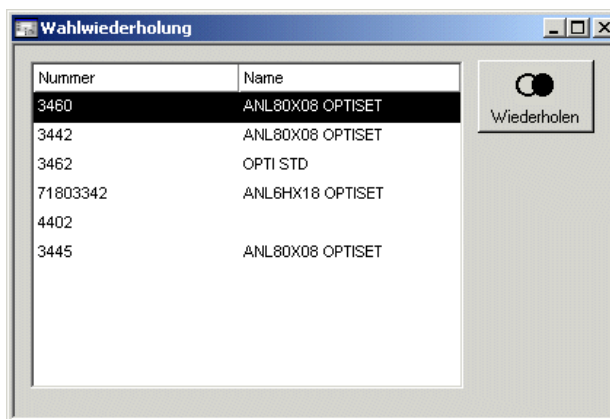 Wahlwiederholung
Nummer Name
3460 ANL80X08 OPTISET
3442 ANL80X08 OPTISET
3462 OPTI STD
71803342 ANL6HX18 OPTISET
4402
3445 ANL80X08 OPTISET
Wiederholen